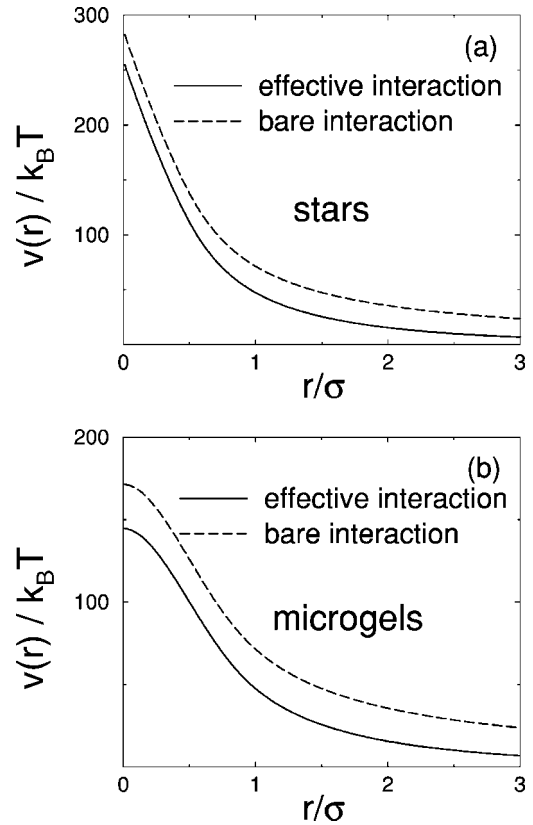 300
(a)
effective interaction
bare interaction
200
v(r) / k_BT
stars
100
0 1 2 3
r/σ
200
(b)
effective interaction
bare interaction
v(r) / k_BT
100
microgels
0 1 2 3
r/σ